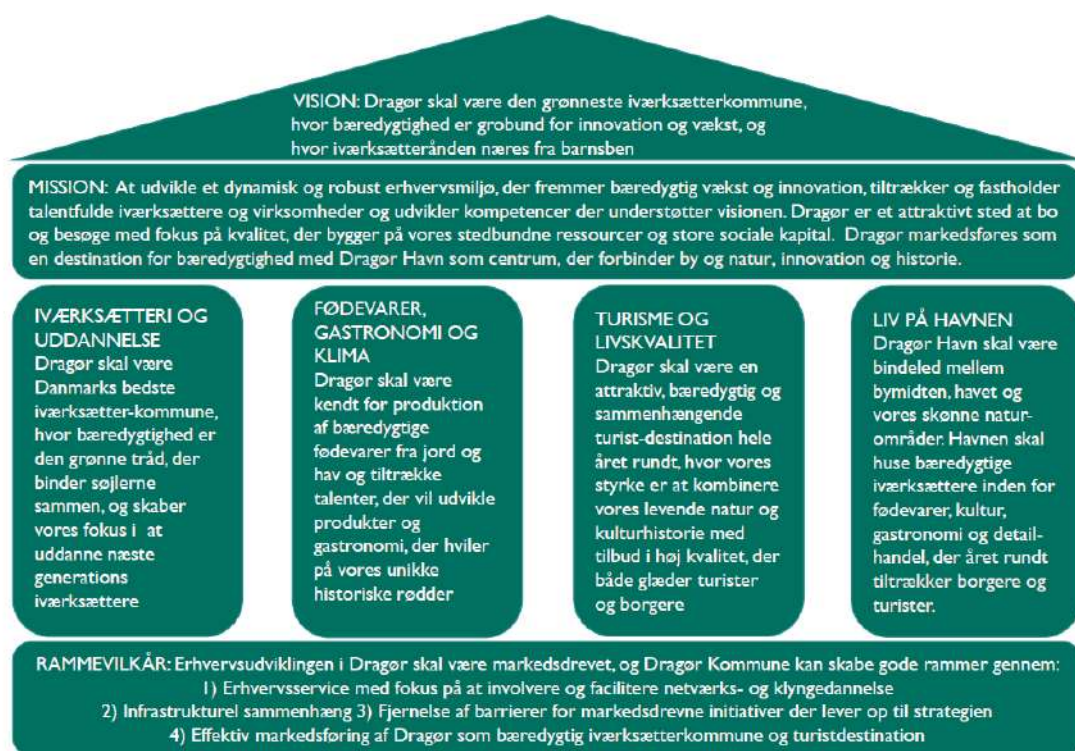 VISION: Dragør skal være den grønneste iværksætterkommune,
hvor bæredygtighed er grobund for innovation og vækst, og
hvor iværksætterånden næres fra barnsben
MISSION: At udvikle et dynamisk og robust erhvervsmiljø, der fremmer bæredygtig vækst og innovation, tiltrækker og fastholder
talentfulde iværksættere og virksomheder og udvikler kompetencer der understøtter visionen. Dragør er et attraktivt sted at bo
og besøge med fokus på kvalitet, der bygger på vores stedbundne ressourcer og store sociale kapital. Dragør markedsføres som
en destination for bæredygtighed med Dragør Havn som centrum, der forbinder by og natur, innovation og historie.
IVÆRKSÆTTERI OG
UDDANNELSE
Dragør skal være
Danmarks bedste
iværksætter-kommune,
hvor bæredygtighed er
den grønne tråd, der
binder søjlerne
sammen, og skaber
vores fokus i at
uddanne næste
generations
iværksættere
FØDEVARER,
GASTRONOMI OG
KLIMA
Dragør skal være
kendt for produktion
af bæredygtige
fødevarer fra jord og
hav og tiltrække
talenter, der vil udvikle
produkter og
gastronomi, der hviler
på vores unikke
historiske rødder
TURISME OG
LIVSKVALITET
Dragør skal være en
attraktiv, bæredygtig og
sammenhængende
turist-destination hele
året rundt, hvor vores
styrke er at kombinere
vores levende natur og
kulturhistorie med
tilbud i høj kvalitet, der
både glæder turister
og borgere
LIV PÅ HAVNEN
Dragør Havn skal være
bindeled mellem
bymidten, havet og
vores skønne natur-
områder. Havnen skal
huse bæredygtige
iværksættere inden for
fødevarer, kultur,
gastronomi og detail-
handel, der året rundt
tiltrækker borgere og
turister.
RAMMEVILKÅR: Erhvervsudviklingen i Dragør skal være markedsdrevet, og Dragør Kommune kan skabe gode rammer gennem:
1) Erhvervsservice med fokus på at involvere og facilitere netværks- og klyngedannelse
2) Infrastrukturel sammenhæng 3) Fjernelse af barrierer for markedsdrevne initiativer der lever op til strategien
4) Effektiv markedsføring af Dragør som bæredygtig iværksætterkommune og turistdestination